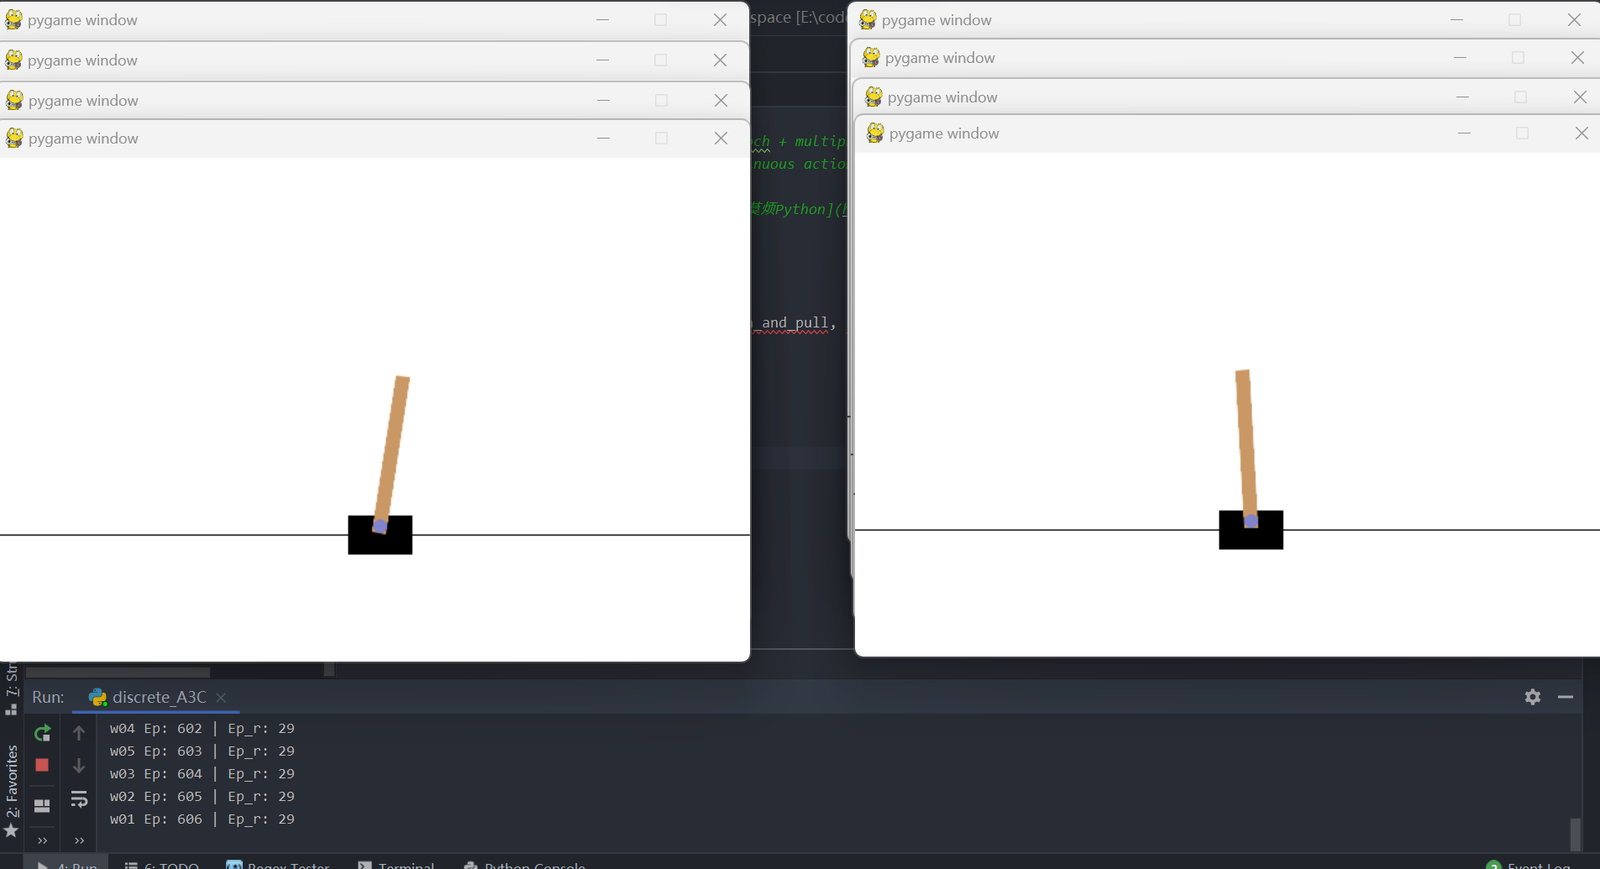 pygame window
pygame window
pygame window
pygame window
space [E:\cod
pygame window
pygame window
pygame window
pygame window
ch + multip
nuous actio
烦Python](
_and_pull,
7: Str
2: Favorites
Run: discrete_A3C
w04 Ep: 602 | Ep_r: 29
w05 Ep: 603 | Ep_r: 29
w03 Ep: 604 | Ep_r: 29
w02 Ep: 605 | Ep_r: 29
w01 Ep: 606 | Ep_r: 29
4: Run 6: TODO Regex Tester Terminal Python Console 2 Event Log